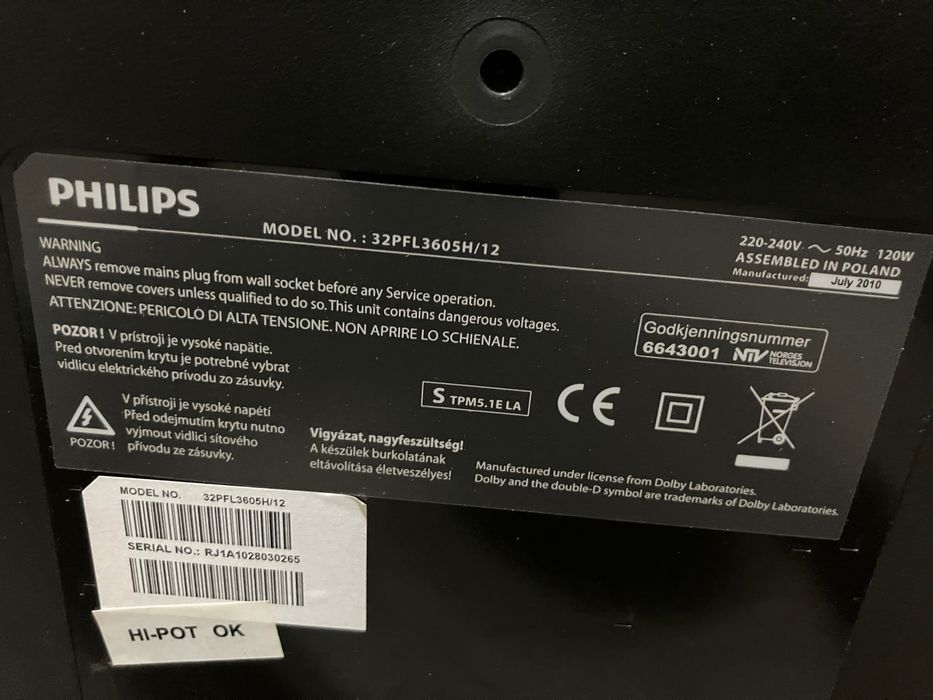 PHILIPS
MODEL NO. : 32PFL3605H/12
220-240V ~ 50Hz 120W
ASSEMBLED IN POLAND
Manufactured: July 2010
WARNING
ALWAYS remove mains plug from wall socket before any Service operation.
NEVER remove covers unless qualified to do so. This unit contains dangerous voltages.
ATTENZIONE: PERICOLO DI ALTA TENSIONE. NON APRIRE LO SCHIENALE.
POZOR! V prístroji je vysoké napätie.
Pred otvorením krytu je potrebné vybrat
vidlicu elektrického prívodu zo zásuvky.
Godkjenningsnummer
6643001 NTV NORGES
TELEVISJON
S TPM5.1E LA
CE
V přístroji je vysoké napětí
Před odejmutím krytu nutno
vyjmout vidlici síťového
přívodu ze zásuvky.
POZOR!
Vigyázat, nagyfeszültség!
A készülek burkolatának
eltávolítása életveszélyes!
Manufactured under license from Dolby Laboratories.
Dolby and the double-D symbol are trademarks of Dolby Laboratories.
MODEL NO. 32PFL3605H/12
SERIAL NO.: RJ1A1028030265
HI-POT OK